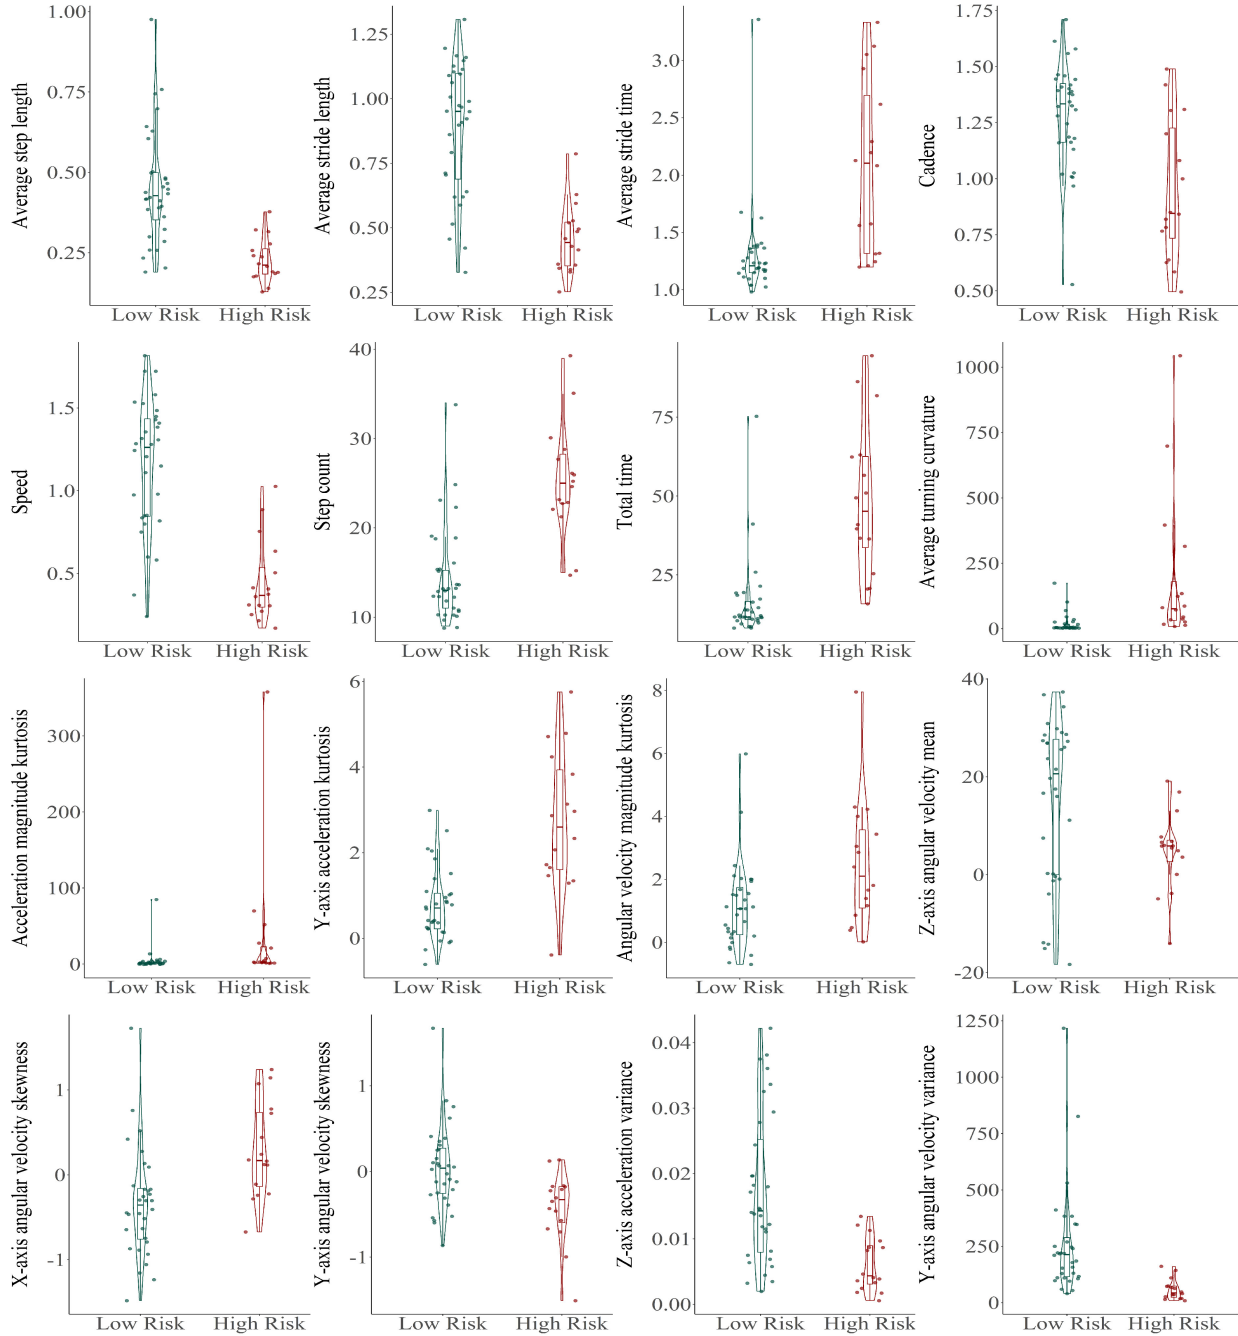 Average step length
1.00
0.75
0.50
0.25
Low Risk High Risk
Average stride length
1.25
1.00
0.75
0.50
0.25
Low Risk High Risk
Average stride time
3.0
2.0
1.0
Low Risk High Risk
Cadence
1.75
1.50
1.25
1.00
0.75
0.50
Low Risk High Risk
Speed
1.5
1.0
0.5
Low Risk High Risk
Step count
40
30
20
10
Low Risk High Risk
Total time
75
50
25
Low Risk High Risk
Average turning curvature
1000
750
500
250
0
Low Risk High Risk
Acceleration magnitude kurtosis
300
200
100
0
Low Risk High Risk
Y-axis acceleration kurtosis
6
4
2
0
Low Risk High Risk
Angular velocity magnitude kurtosis
8
6
4
2
0
Low Risk High Risk
Z-axis angular velocity mean
40
20
0
-20
Low Risk High Risk
X-axis angular velocity skewness
1
0
-1
Low Risk High Risk
Y-axis angular velocity skewness
1
0
-1
Low Risk High Risk
Z-axis acceleration variance
0.04
0.03
0.02
0.01
0.00
Low Risk High Risk
Y-axis angular velocity variance
1250
1000
750
500
250
0
Low Risk High Risk